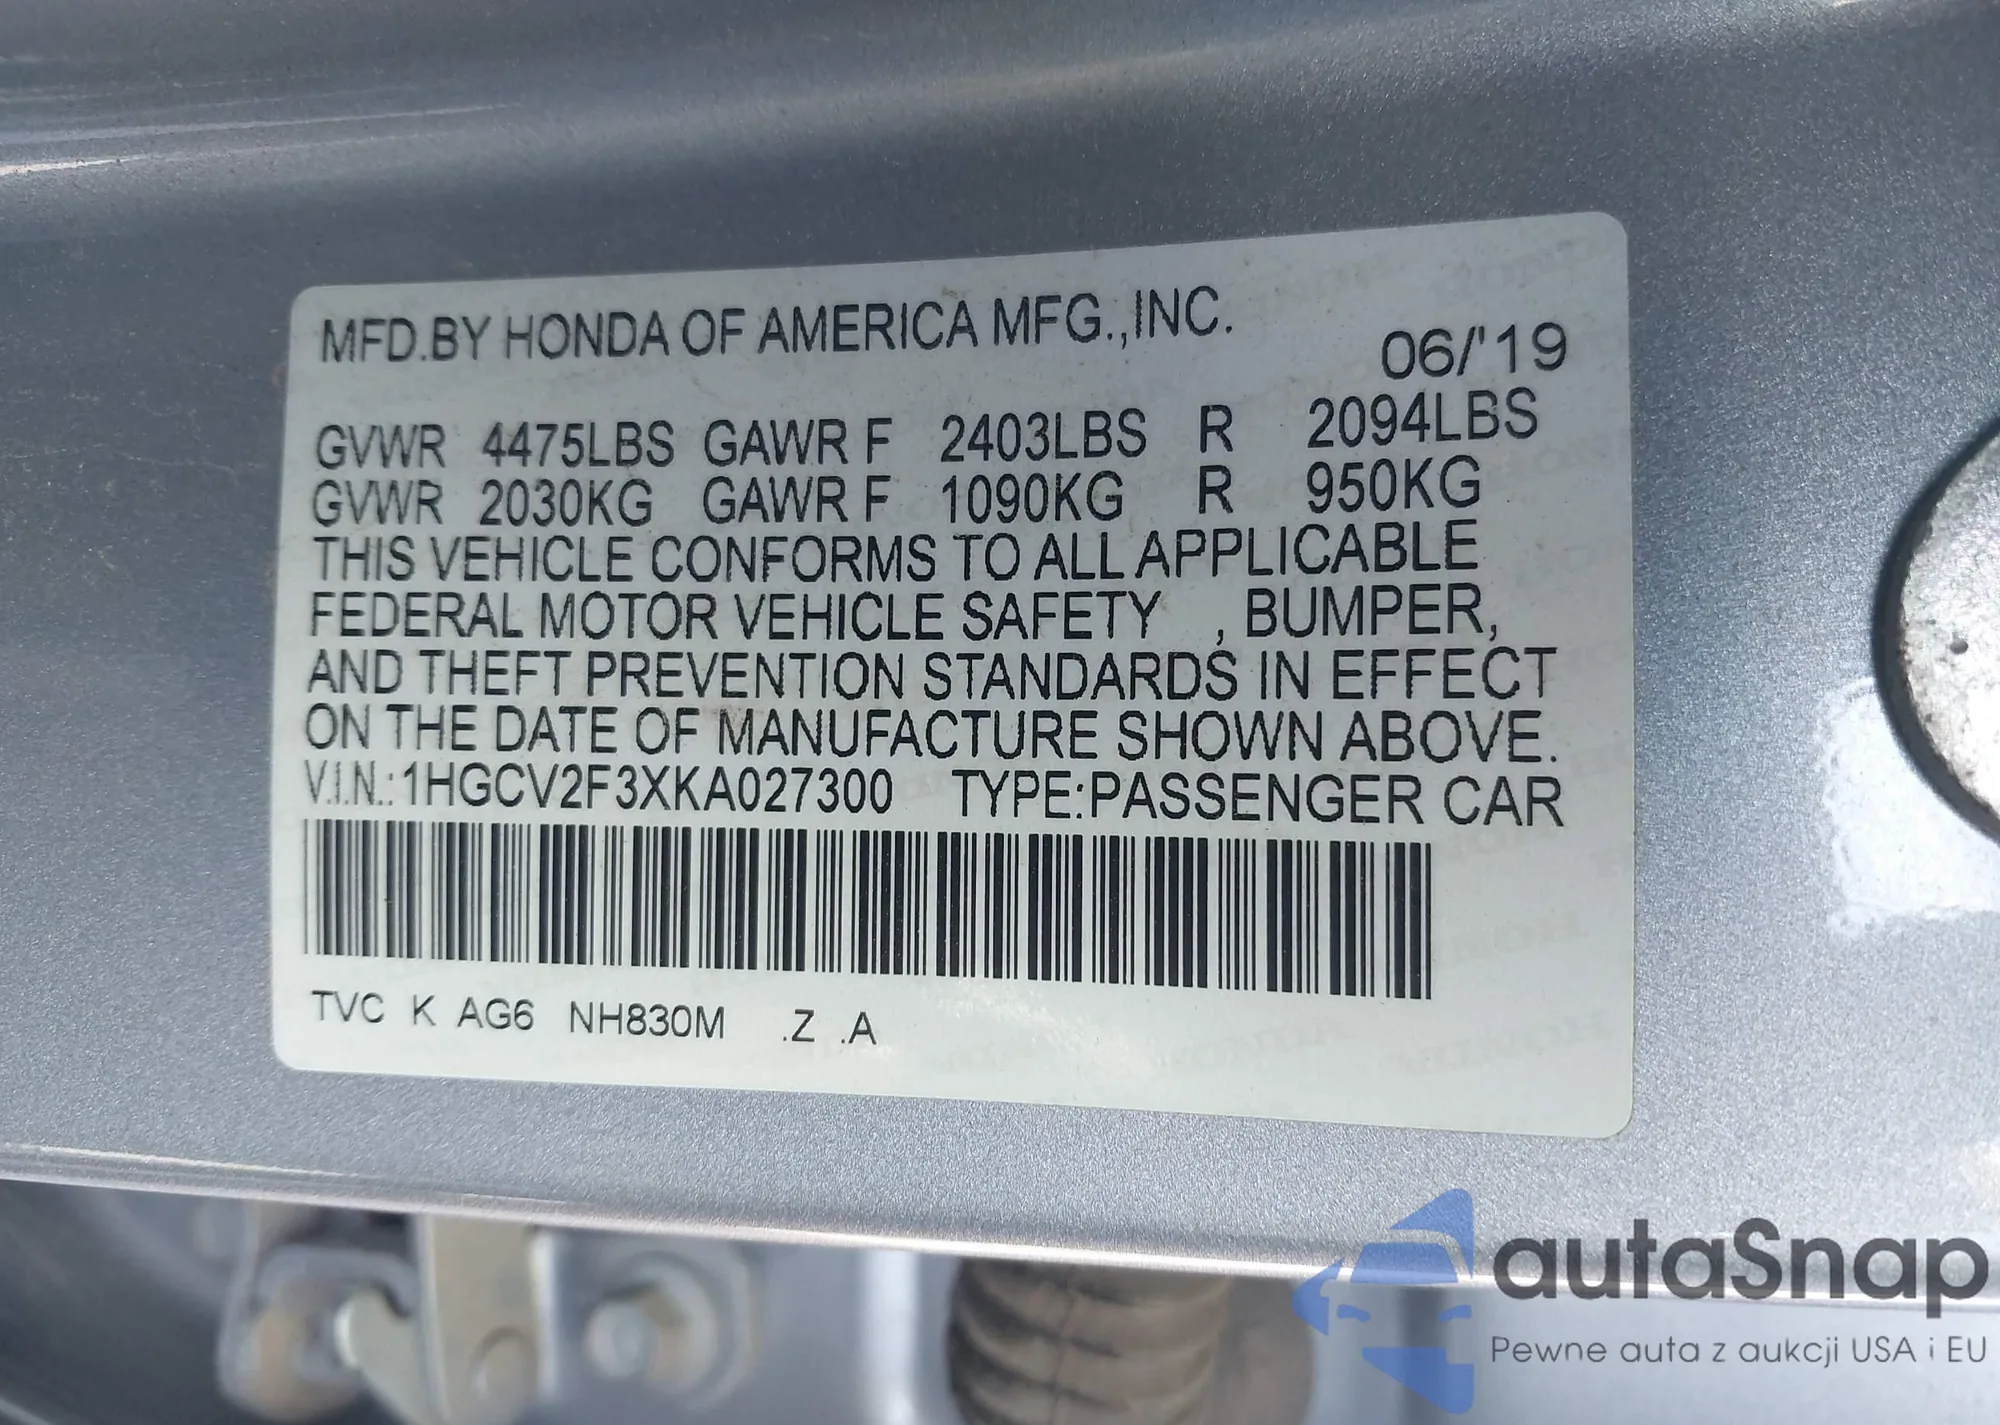 MFD.BY HONDA OF AMERICA MFG.,INC.
06/'19
GVWR 4475LBS GAWR F 2403LBS R 2094LBS
GVWR 2030KG GAWR F 1090KG R 950KG
THIS VEHICLE CONFORMS TO ALL APPLICABLE
FEDERAL MOTOR VEHICLE SAFETY , BUMPER,
AND THEFT PREVENTION STANDARDS IN EFFECT
ON THE DATE OF MANUFACTURE SHOWN ABOVE.
V.I.N.:1HGCV2F3XKA027300 TYPE:PASSENGER CAR
TVC K AG6 NH830M .Z .A
autaSnap
Pewne auta z aukcji USA i EU